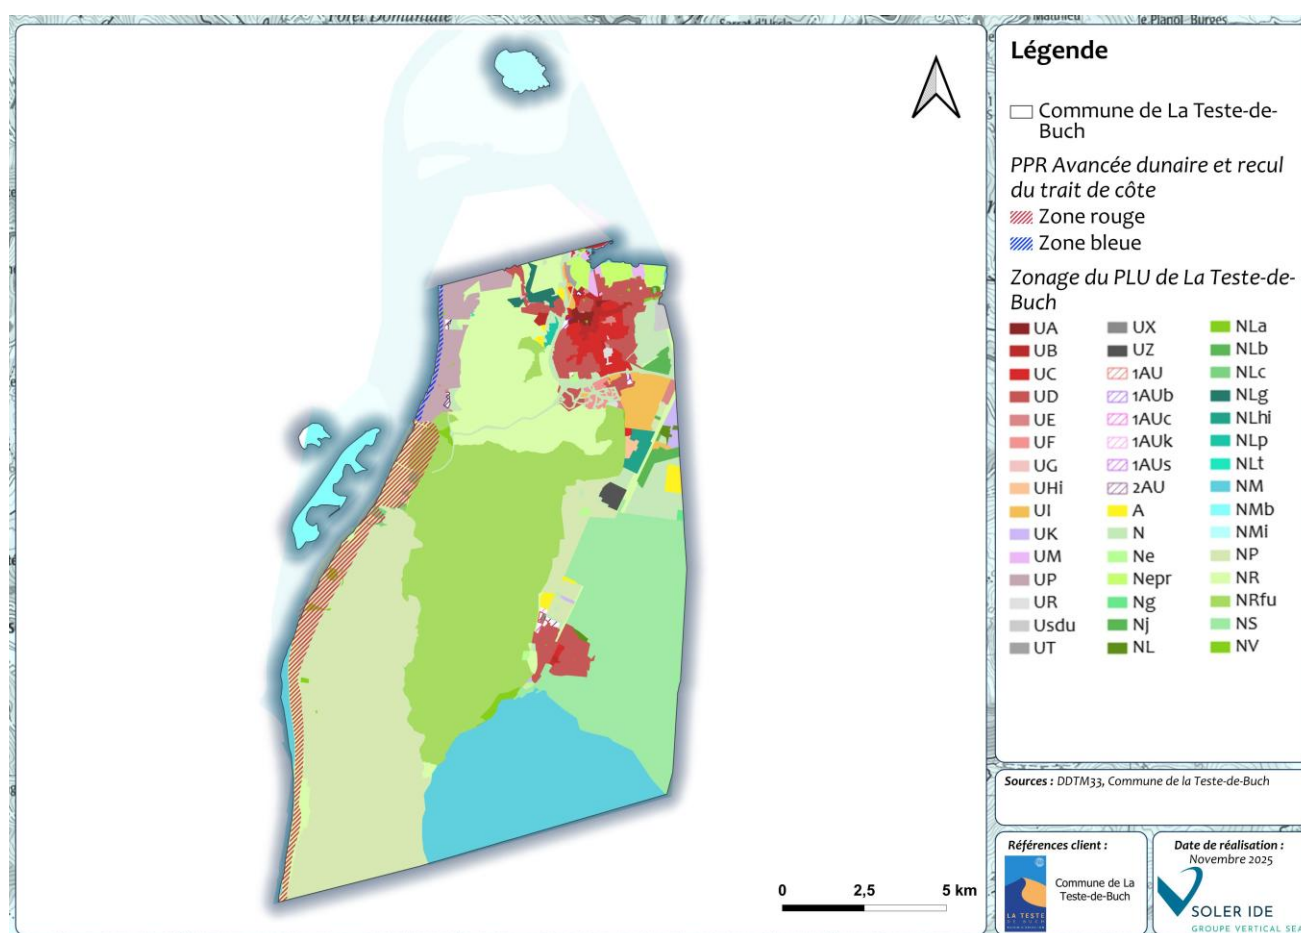 Forêt Domaniale
le Planol Burges
Légende
Commune de La Teste-de-
Buch
PPR Avancée dunaire et recul
du trait de côte
Zone rouge
Zone bleue
Zonage du PLU de La Teste-de-
Buch
UA
UB
UC
UD
UE
UF
UG
UHi
UI
UK
UM
UP
UR
Usdu
UT
UX
UZ
1AU
1AUb
1AUc
1AUk
1AUs
2AU
A
N
Ne
Nepr
Ng
Nj
NL
NLa
NLb
NLc
NLg
NLhi
NLp
NLt
NM
NMb
NMi
NP
NR
NRfu
NS
NV
0 2,5 5 km
Sources : DDTM33, Commune de la Teste-de-Buch
Références client :
LA TESTE
Commune de La
Teste-de-Buch
Date de réalisation :
Novembre 2025
SOLER IDE
GROUPE VERTICAL SEA